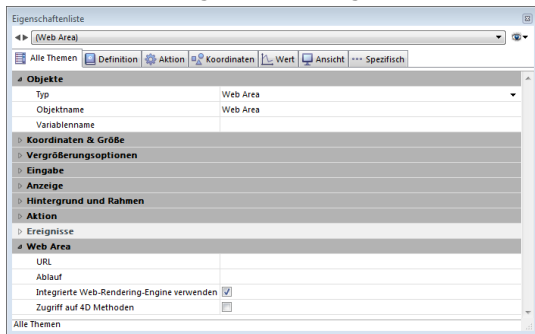 Eigenschaftenliste
(Web Area)
Alle Themen Definition Aktion Koordinaten Wert Ansicht Spezifisch
Objekte
Typ Web Area
Objektname Web Area
Variablenname
Koordinaten & Größe
Vergrößerungsoptionen
Eingabe
Anzeige
Hintergrund und Rahmen
Aktion
Ereignisse
Web Area
URL
Ablauf
Integrierte Web-Rendering-Engine verwenden
Zugriff auf 4D Methoden
Alle Themen